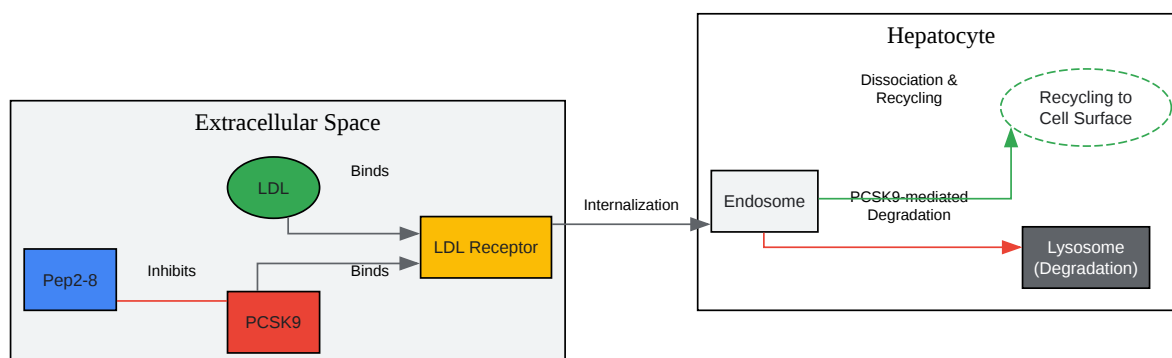 Hepatocyte
Dissociation &
Recycling
Recycling to
Cell Surface
Extracellular Space
LDL
Binds
Internalization
Endosome
PCSK9-mediated
Degradation
LDL Receptor
Lysosome
(Degradation)
Pep2-8
Inhibits
Binds
PCSK9